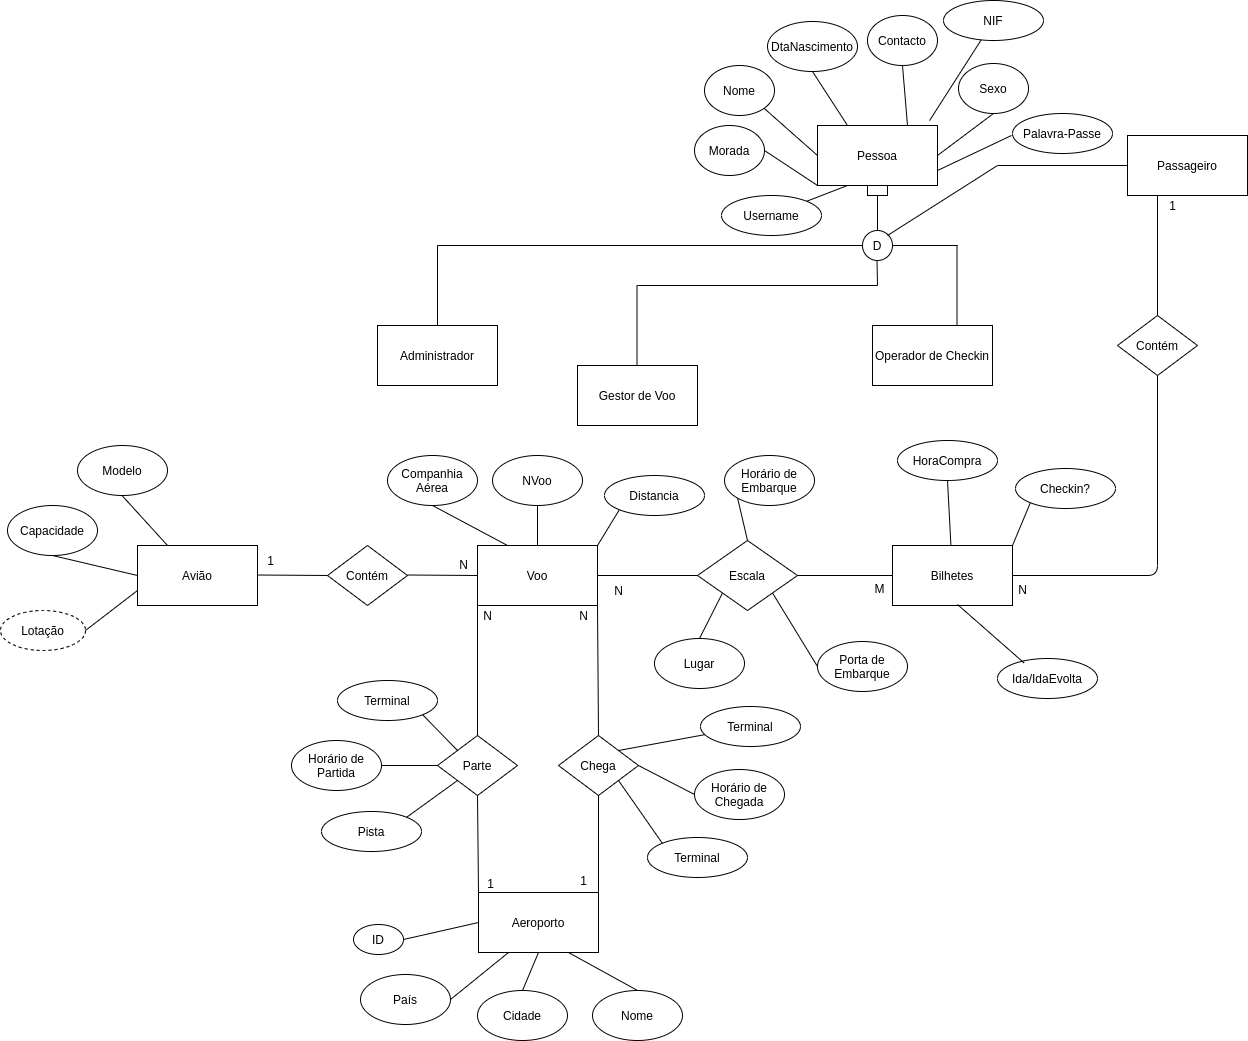 NIF
DtaNascimento
Contacto
Nome
Sexo
Morada
Pessoa
Palavra-Passe
Passageiro
Username
1
D
Administrador
Gestor de Voo
Operador de Checkin
Contém
Modelo
Capacidade
Avião
Lotação
1
Contém
N
Companhia
Aérea
NVoo
Distancia
Voo
N
N
N
Horário de
Embarque
Escala
Lugar
Porta de
Embarque
M
HoraCompra
Checkin?
Bilhetes
N
Ida/IdaEvolta
Terminal
Horário de
Partida
Parte
Pista
Chega
Terminal
Horário de
Chegada
Terminal
1
1
Aeroporto
ID
País
Cidade
Nome